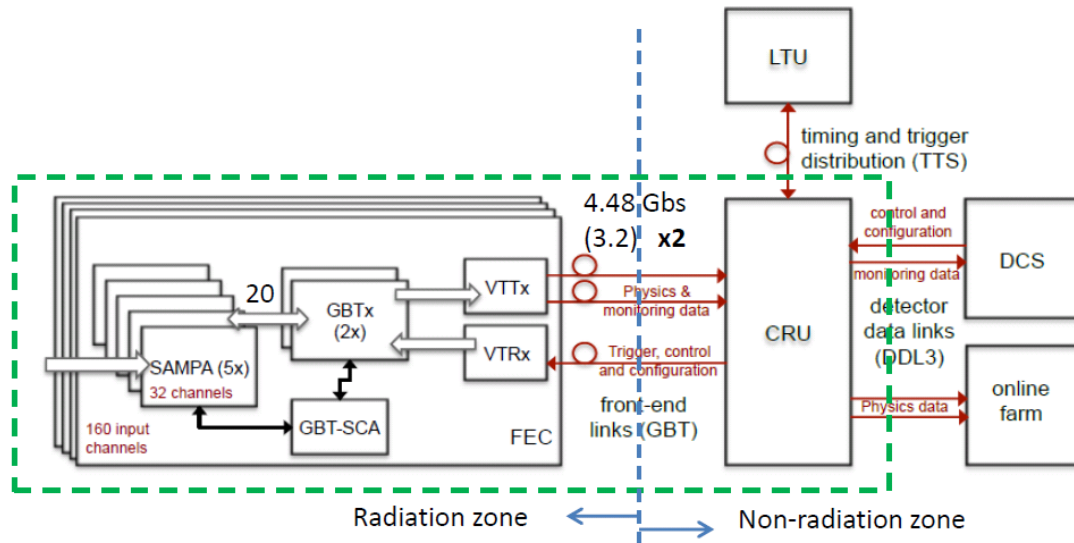 LTU
timing and trigger
distribution (TTS)
4.48 Gbs
(3.2) x2
control and
configuration
monitoring data
DCS
detector
data links
(DDL3)
20
GBTx
(2x)
VTTx
VTRx
Physics &
monitoring data
Trigger, control
and configuration
CRU
SAMPA (5x)
32 channels
GBT-SCA
160 input
channels
FEC
front-end
links (GBT)
Physics data
online
farm
Radiation zone
Non-radiation zone